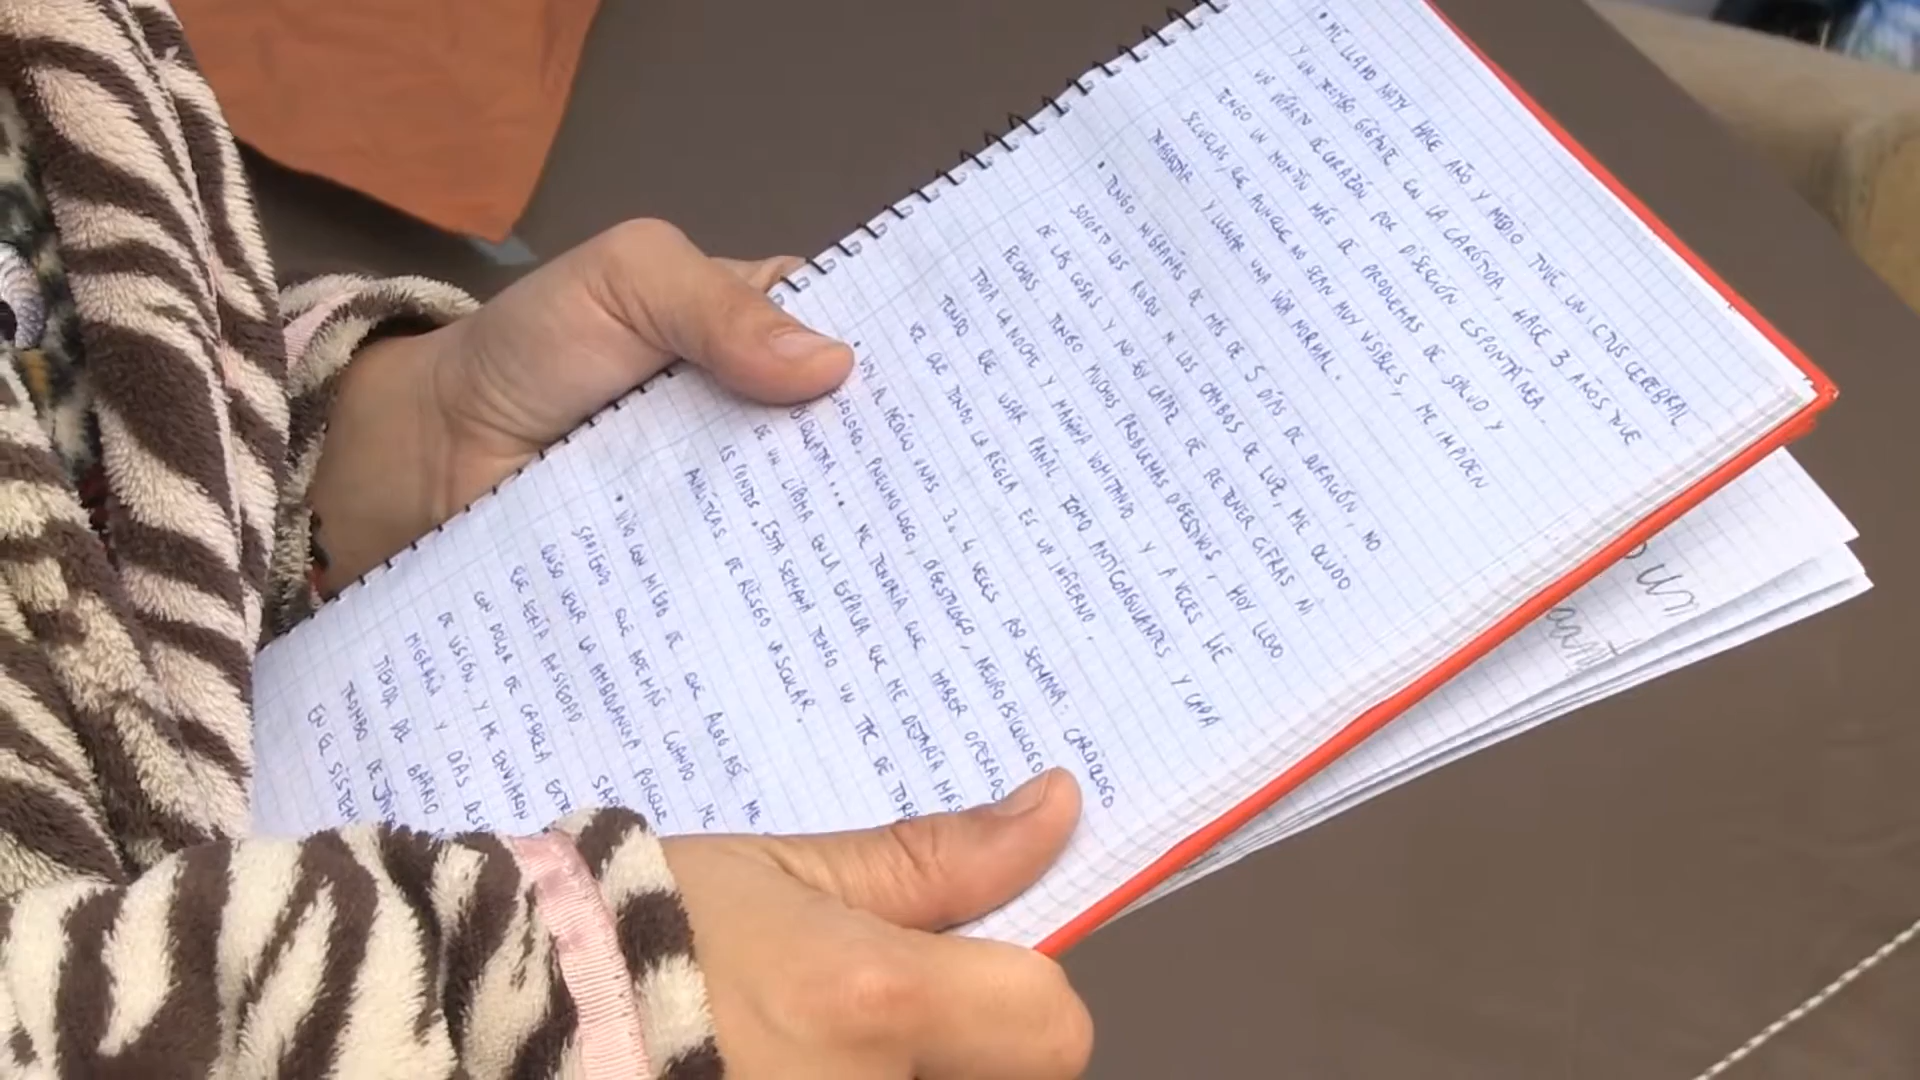 • ME LLAMO NATY HACE AÑO Y MEDIO TUVE UN ICTUS CEREBRAL
Y UN TROMBO GIGANTE EN LA CARÓTIDA, HACE 3 AÑOS TUVE
UN INFARTO DE CORAZÓN POR DISECCIÓN ESPONTÁNEA.
TENGO UN MONTÓN MÁS DE PROBLEMAS DE SALUD Y
SECUELAS, QUE AUNQUE NO SEAN MUY VISIBLES, ME IMPIDEN
TRABAJAR Y LLEVAR UNA VIDA NORMAL.
• TENGO MIGRAÑAS DE MÁS DE 5 DÍAS DE DURACIÓN, NO
SOPORTO LOS RUIDOS NI LOS CAMBIOS DE LUZ, ME OLVIDO
DE LAS COSAS Y NO SOY CAPAZ DE RETENER CIFRAS NI
FECHAS. TENGO MUCHOS PROBLEMAS DIGESTIVOS, HOY LLEVO
TODA LA NOCHE Y MAÑANA VOMITANDO Y A VECES ME
TENGO QUE USAR PAÑAL. TOMO ANTICOAGULANTES Y CADA
VEZ QUE TENGO LA REGLA ES UN INFIERNO.
• VOY AL MÉDICO UNAS 3 ó 4 VECES POR SEMANA: CARDIÓLOGO
NEUMÓLOGO, DIGESTÓLOGO, NEUROPSICÓLOGO
PSIQUIATRA... ME TENDRÍA QUE HABER OPERADO
DE UN LIPOMA EN LA ESPALDA QUE ME DEJARÍA MÁS
15 PUNTOS. ESTA SEMANA TENGO UN TAC DE
ANALÍTICAS DE RIESGO VASCULAR.
• VIVO CON MIEDO DE QUE ALGO ASÍ ME
SABIENDO QUE ADEMÁS CUANDO ME
QUISO VENIR LA AMBULANCIA PORQUE
QUE SERÍA ANSIEDAD.
CON DOLOR DE CABEZA
DE VISIÓN, Y ME ENVIARON
MIGRAÑA Y DÍAS
TIENDA DEL BARRIO
TROMBO DE
EN EL
un